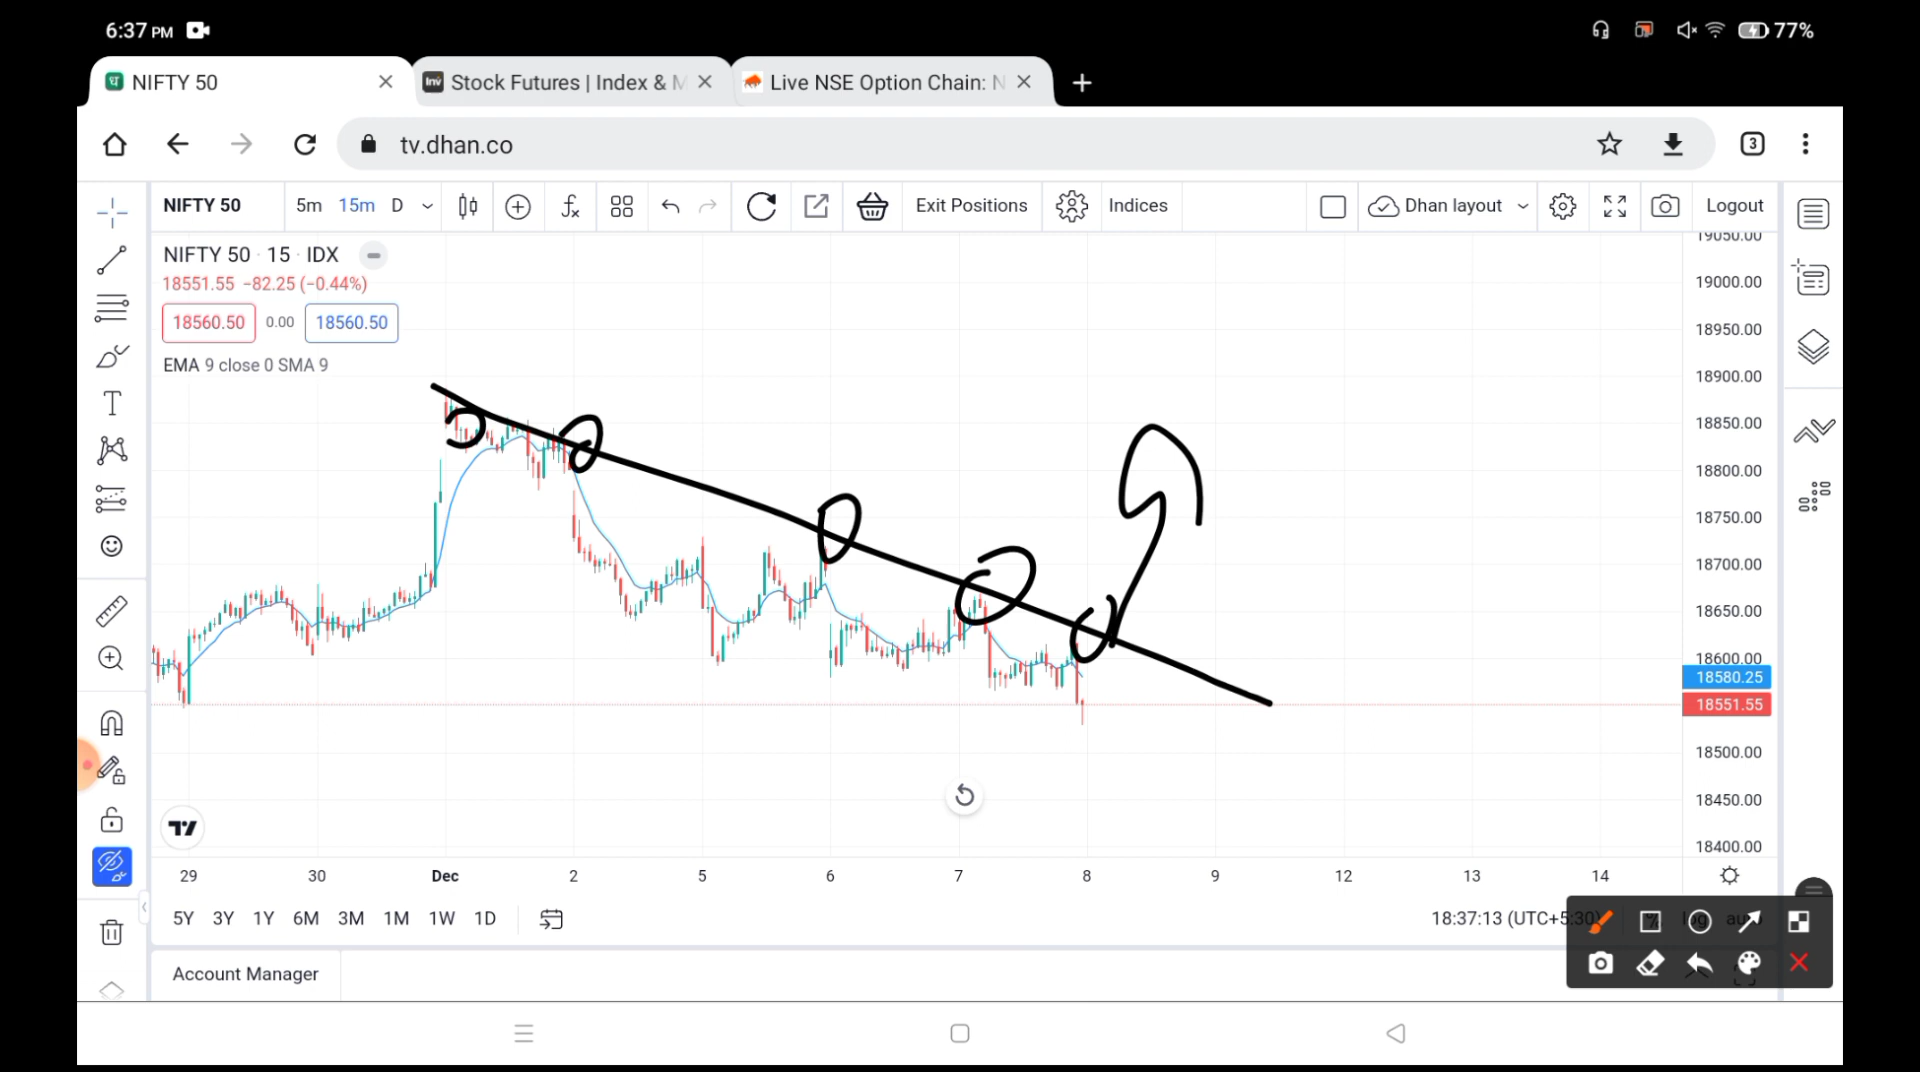 6:37 PM 77%
NIFTY 50 Stock Futures | Index & M Live NSE Option Chain: N
tv.dhan.co 3
NIFTY 50 5m 15m D Exit Positions Indices Dhan layout Logout
NIFTY 50 · 15 · IDX
18551.55 −82.25 (−0.44%)
18560.50 0.00 18560.50
EMA 9 close 0 SMA 9
19050.00
19000.00
18950.00
18900.00
18850.00
18800.00
18750.00
18700.00
18650.00
18600.00
18580.25
18551.55
18500.00
18450.00
18400.00
29 30 Dec 2 5 6 7 8 9 12 13 14
5Y 3Y 1Y 6M 3M 1M 1W 1D 18:37:13 (UTC+5:30)
Account Manager